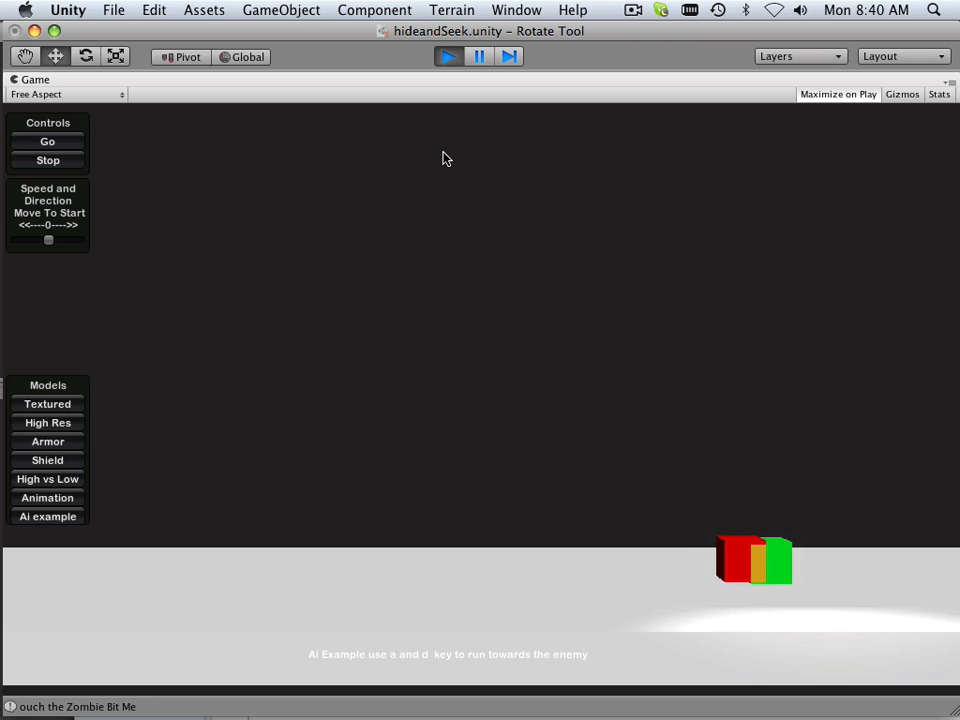 Unity File Edit Assets GameObject Component Terrain Window Help Mon 8:40 AM
hideandSeek.unity – Rotate Tool
Pivot Global Layers Layout
Game
Free Aspect Maximize on Play Gizmos Stats
Controls
Go
Stop
Speed and
Direction
Move To Start
<<----0---->>
Models
Textured
High Res
Armor
Shield
High vs Low
Animation
Ai example
Ai Example use a and d key to run towards the enemy
ouch the Zombie Bit Me